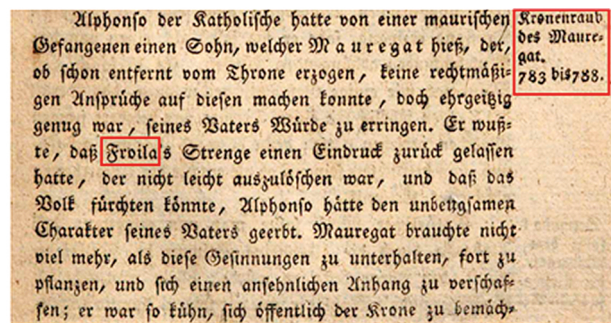 Alphonso der Katholische hatte von einer maurischen
Gefangenen einen Sohn, welcher Mauregat hieß, der,
ob schon entfernt vom Throne erzogen, keine rechtmäßi-
gen Ansprüche auf diesen machen konnte, doch ehrgeitzig
genug war, seines Vaters Würde zu erringen. Er wuß-
te, daß Froila's Strenge einen Eindruck zurück gelassen
hatte, der nicht leicht auszulöschen war, und daß das
Volk fürchten könnte, Alphonso hätte den unbeugsamen
Charakter seines Vaters geerbt. Mauregat brauchte nicht
viel mehr, als diese Gesinnungen zu unterhalten, fort zu
pflanzen, und sich einen ansehnlichen Anhang zu verschaf-
fen; er war so kühn, sich öffentlich der Krone zu bemäch-
Kronenraub
des Maure-
gat.
783 bis 788.